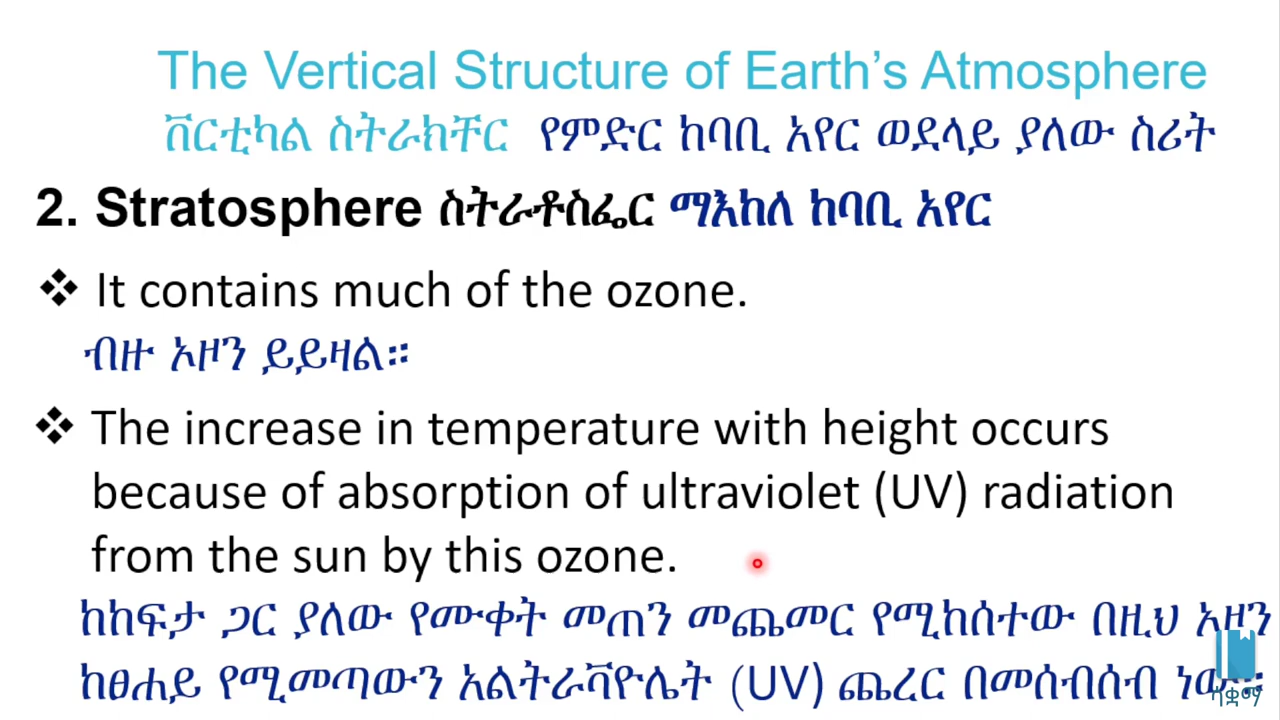 The Vertical Structure of Earth's Atmosphere
ቨርቲካል ስትራክቸር የምድር ከባቢ አየር ወደላይ ያለው ስሪት
2. Stratosphere ስትራቶስፌር ማእከለ ከባቢ አየር
❖ It contains much of the ozone.
ብዙ ኦዞን ይይዛል።
❖ The increase in temperature with height occurs
because of absorption of ultraviolet (UV) radiation
from the sun by this ozone.
ከከፍታ ጋር ያለው የሙቀት መጠን መጨመር የሚከሰተው በዚህ አዞን
ከፀሐይ የሚመጣውን አልትራቫዮሌት (UV) ጨረር በመሰብሰብ ነው።